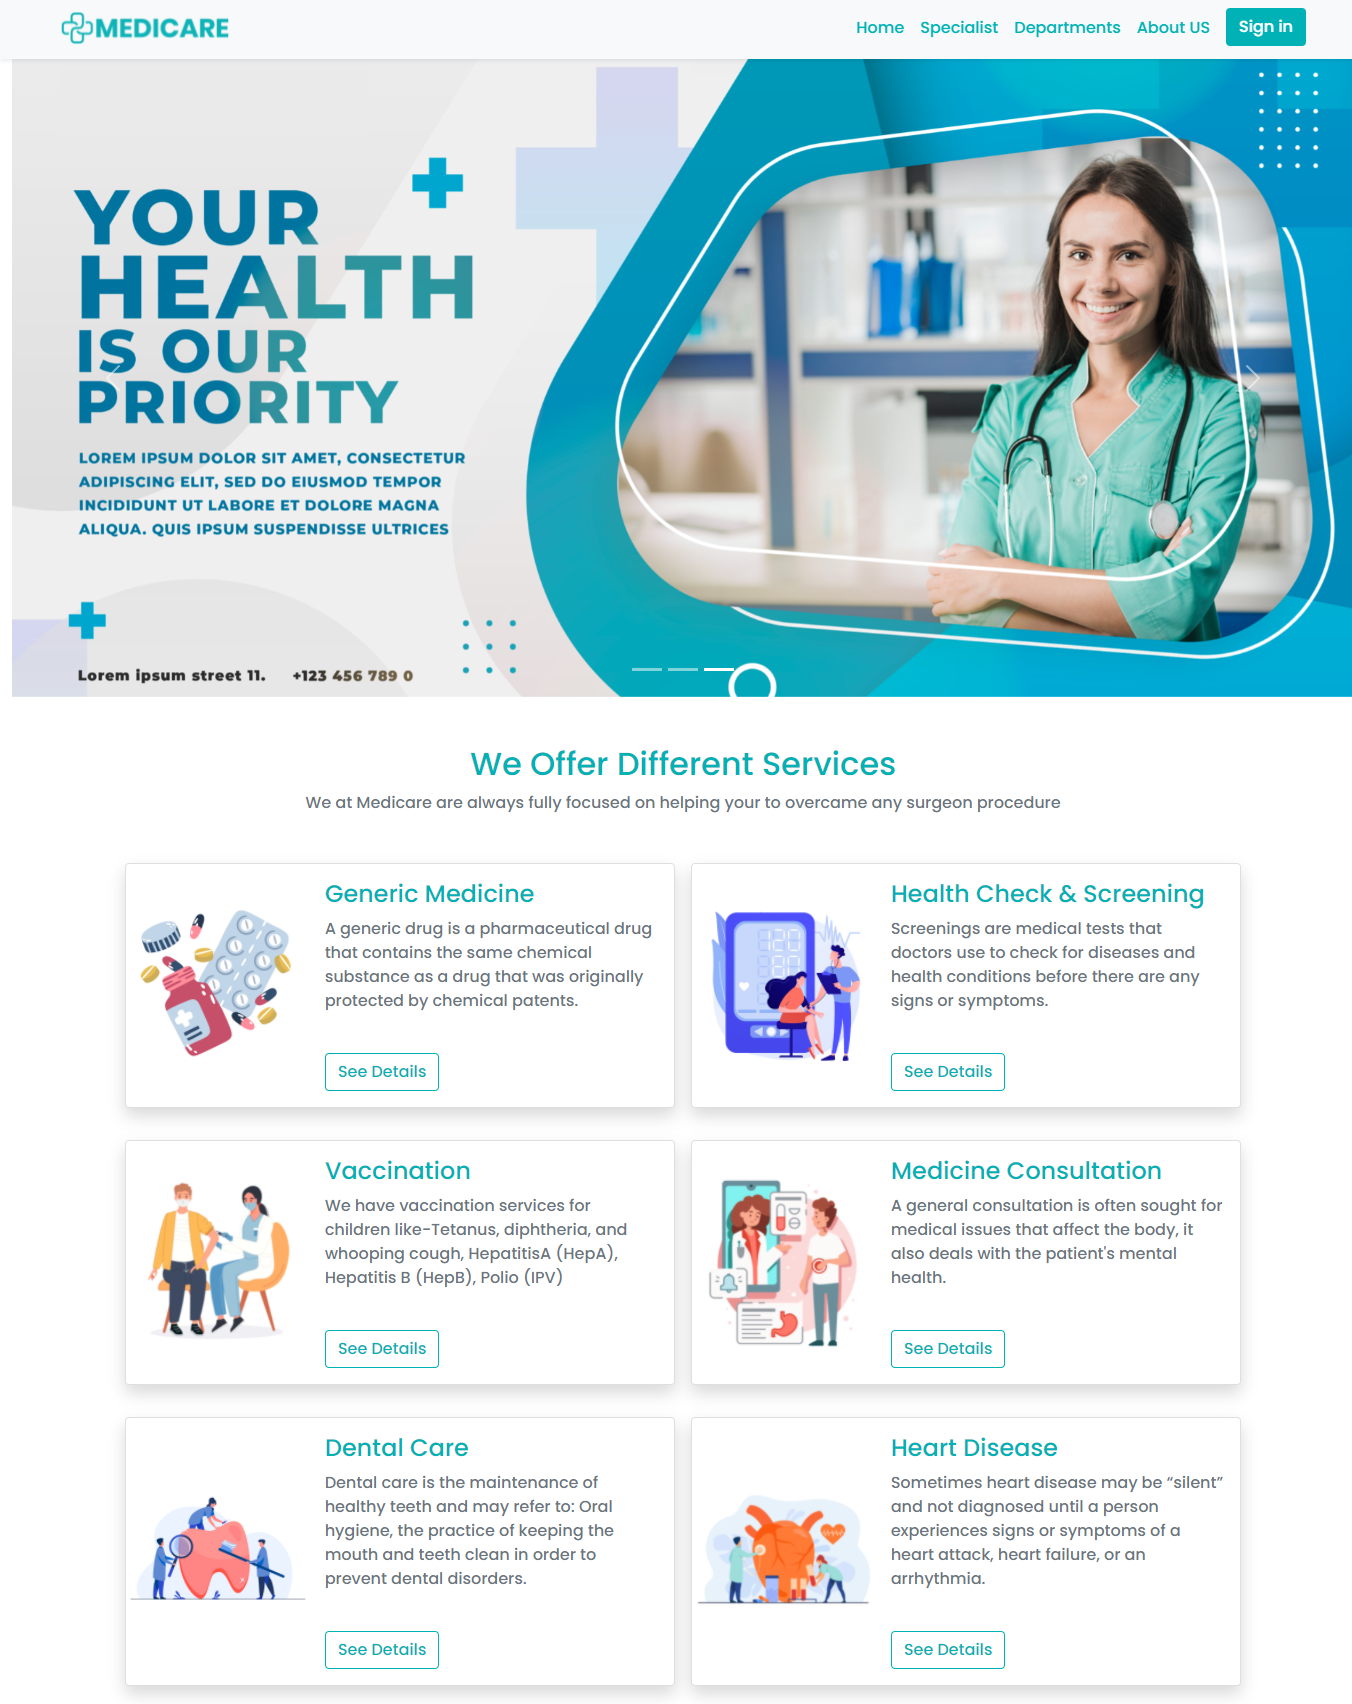 MEDICARE
Home Specialist Departments About US Sign in
YOUR
HEALTH
IS OUR
PRIORITY
LOREM IPSUM DOLOR SIT AMET, CONSECTETUR
ADIPISCING ELIT, SED DO EIUSMOD TEMPOR
INCIDIDUNT UT LABORE ET DOLORE MAGNA
ALIQUA. QUIS IPSUM SUSPENDISSE ULTRICES
Lorem ipsum street 11. +123 456 789 0
We Offer Different Services
We at Medicare are always fully focused on helping your to overcame any surgeon procedure
Generic Medicine
A generic drug is a pharmaceutical drug
that contains the same chemical
substance as a drug that was originally
protected by chemical patents.
See Details
Health Check & Screening
Screenings are medical tests that
doctors use to check for diseases and
health conditions before there are any
signs or symptoms.
See Details
Vaccination
We have vaccination services for
children like-Tetanus, diphtheria, and
whooping cough, HepatitisA (HepA),
Hepatitis B (HepB), Polio (IPV)
See Details
Medicine Consultation
A general consultation is often sought for
medical issues that affect the body, it
also deals with the patient's mental
health.
See Details
Dental Care
Dental care is the maintenance of
healthy teeth and may refer to: Oral
hygiene, the practice of keeping the
mouth and teeth clean in order to
prevent dental disorders.
See Details
Heart Disease
Sometimes heart disease may be “silent”
and not diagnosed until a person
experiences signs or symptoms of a
heart attack, heart failure, or an
arrhythmia.
See Details